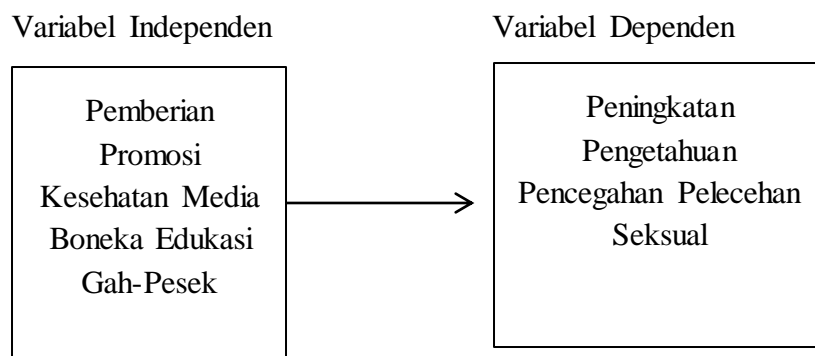 Variabel Independen
Variabel Dependen
Pemberian
Promosi
Kesehatan Media
Boneka Edukasi
Gah-Pesek
Peningkatan
Pengetahuan
Pencegahan Pelecehan
Seksual